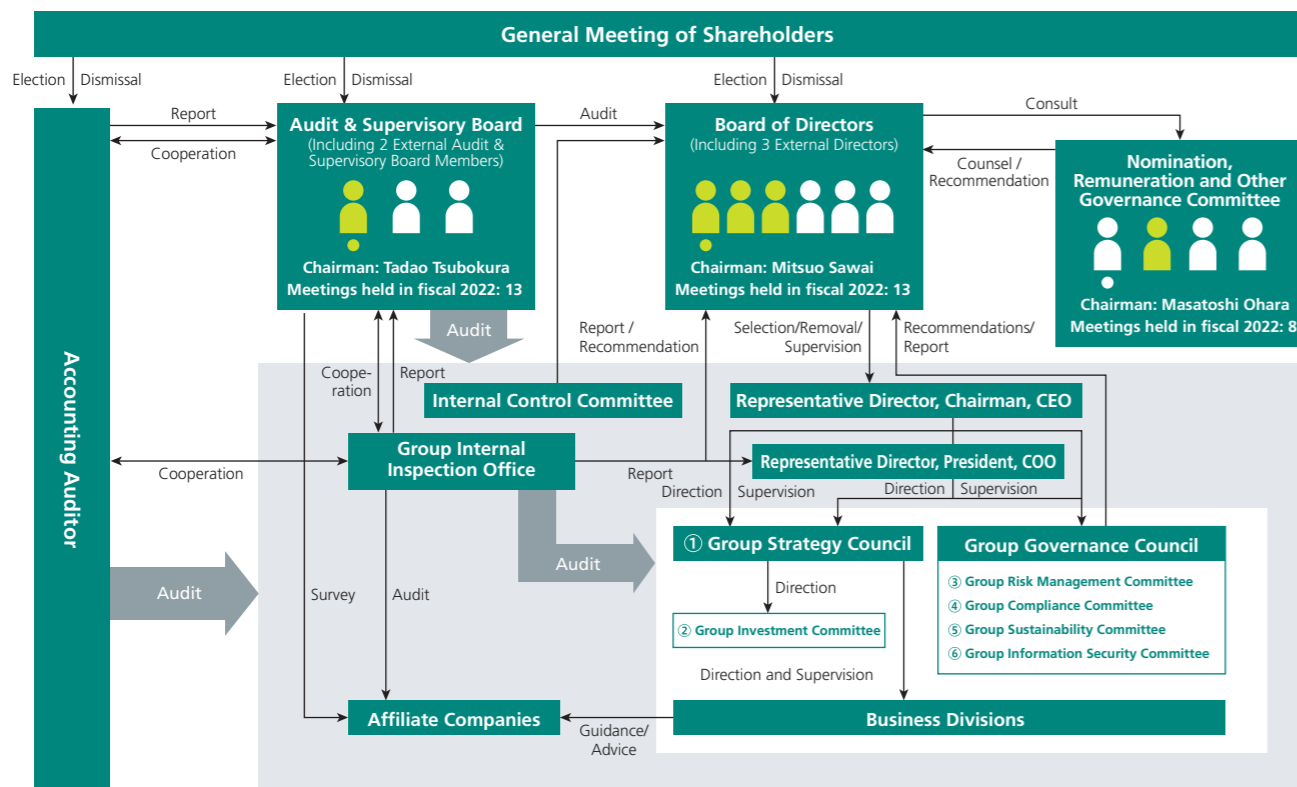 General Meeting of Shareholders
Election
Dismissal
Election
Dismissal
Election
Dismissal
Accounting Auditor
Report
Cooperation
Audit & Supervisory Board
(Including 2 External Audit &
Supervisory Board Members)
Chairman: Tadao Tsubokura
Meetings held in fiscal 2022: 13
Audit
Board of Directors
(Including 3 External Directors)
Chairman: Mitsuo Sawai
Meetings held in fiscal 2022: 13
Consult
Counsel /
Recommendation
Nomination,
Remuneration and Other
Governance Committee
Chairman: Masatoshi Ohara
Meetings held in fiscal 2022: 8
Audit
Report /
Recommendation
Selection/Removal/
Supervision
Recommendations/
Report
Coope-
ration
Report
Internal Control Committee
Representative Director, Chairman, CEO
Group Internal
Inspection Office
Representative Director, President, COO
Cooperation
Report
Direction
Supervision
Direction
Supervision
① Group Strategy Council
Group Governance Council
Audit
Audit
Direction
③ Group Risk Management Committee
④ Group Compliance Committee
⑤ Group Sustainability Committee
⑥ Group Information Security Committee
Survey
Audit
② Group Investment Committee
Direction and Supervision
Affiliate Companies
Guidance/
Advice
Business Divisions